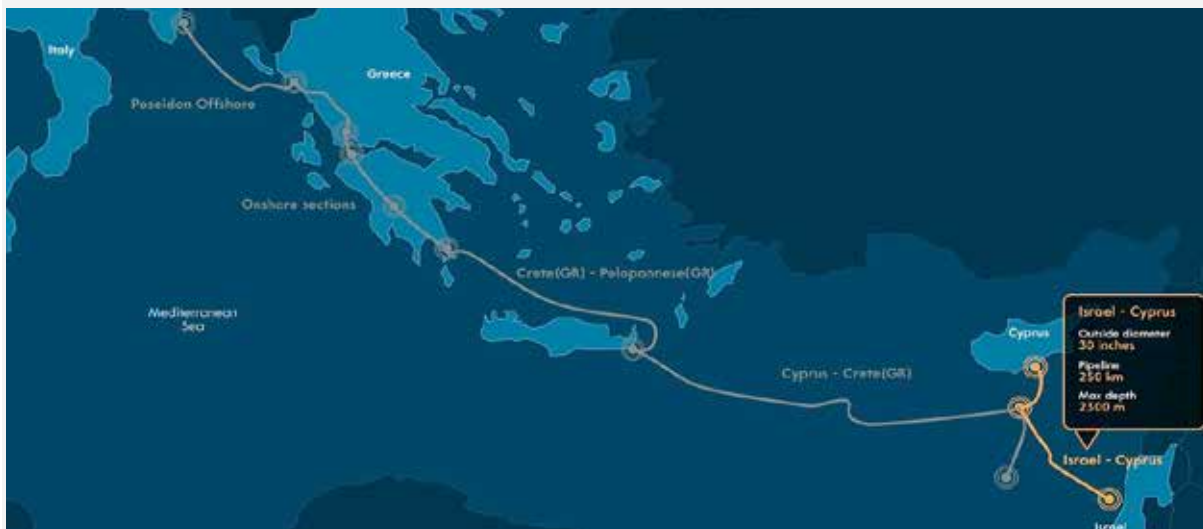 Italy
Greece
Poseidon Offshore
Onshore sections
Crete(GR) - Peloponnese(GR)
Mediterranean
Sea
Cyprus
Israel - Cyprus
Outside diameter
30 inches
Pipeline
250 km
Max depth
2300 m
Cyprus - Crete(GR)
Israel - Cyprus
Israel